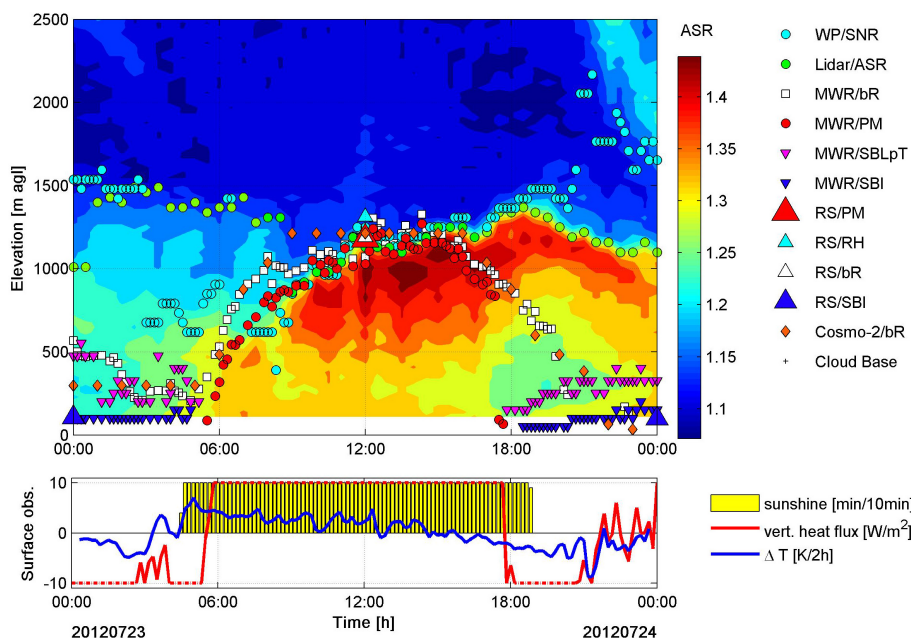 ASR
2500
2000
1500
1000
500
0
Elevation [m agl]
00:00 06:00 12:00 18:00 00:00
1.4
1.3
1.2
1.15
1.1
WP/SNR
Lidar/ASR
MWR/bR
MWR/PM
MWR/SBLpT
MWR/SBI
RS/PM
RS/RH
RS/bR
RS/SBI
Cosmo-2/bR
Cloud Base
10
0
-10
Surface obs.
00:00 06:00 12:00 18:00 00:00
Time [h]
20120723 20120724
sunshine [min/10min]
vert. heat flux [W/m²]
Δ T [K/2h]